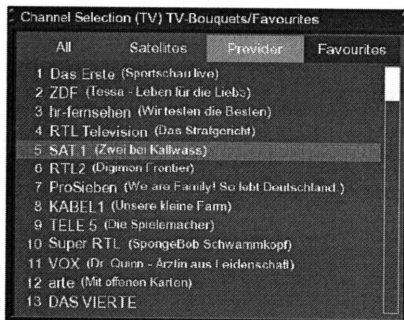 Channel Selection (TV) TV-Bouquets/Favourites
All Satellites Provider Favourites
1 Das Erste (Sportschau live)
2 ZDF (Tessa - Leben für die Liebe)
3 hr-fernsehen (Wir testen die Besten)
4 RTL Television (Das Strafgericht)
5 SAT.1 (Zwei bei Kallwass)
6 RTL2 (Digimon Frontier)
7 ProSieben (We are Family! So lebt Deutschland.)
8 KABEL1 (Unsere kleine Farm)
9 TELE 5 (Die Spielemacher)
10 Super RTL (SpongeBob Schwammkopf)
11 VOX (Dr. Quinn - Ärztin aus Leidenschaft)
12 arte (Mit offenen Karten)
13 DAS VIERTE